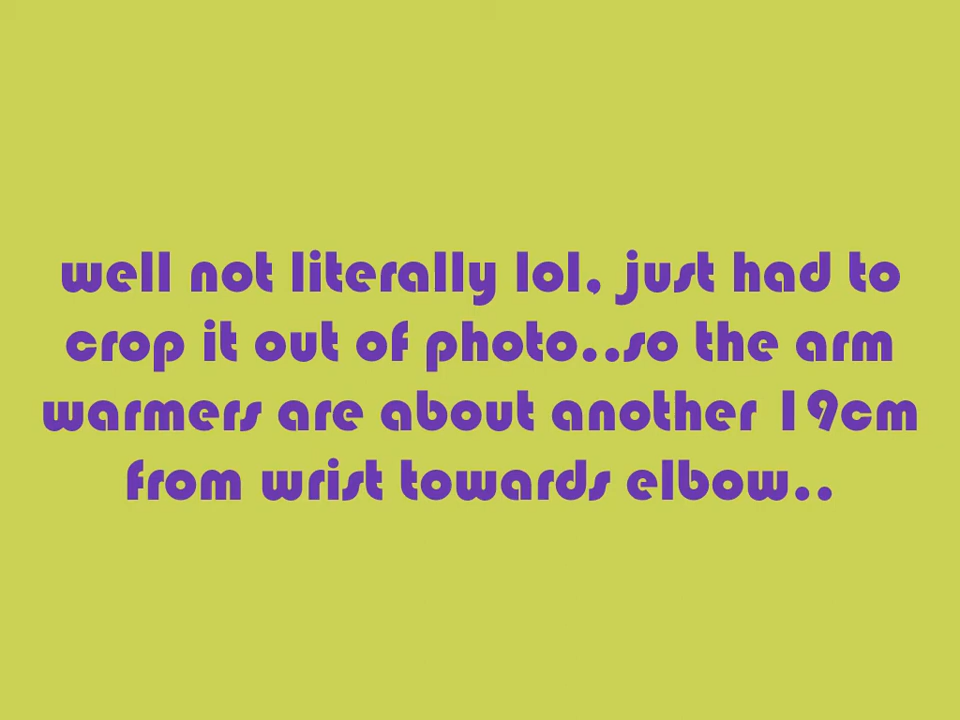 well not literally lol, just had to
crop it out of photo..so the arm
warmers are about another 19cm
from wrist towards elbow..